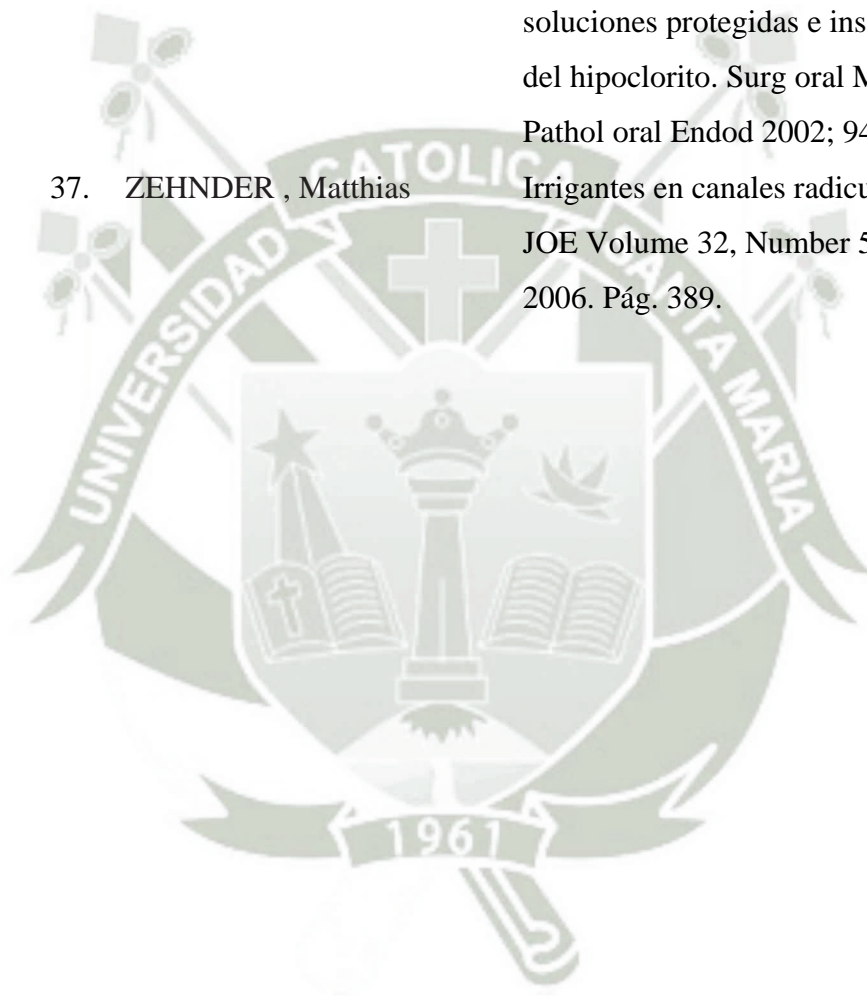 soluciones protegidas e ins
del hipoclorito. Surg oral M
Pathol oral Endod 2002; 94
37. ZEHNDER , Matthias
Irrigantes en canales radicu
JOE Volume 32, Number 5
2006. Pág. 389.
UNIVERSIDAD CATOLICA SANTA MARIA
1961